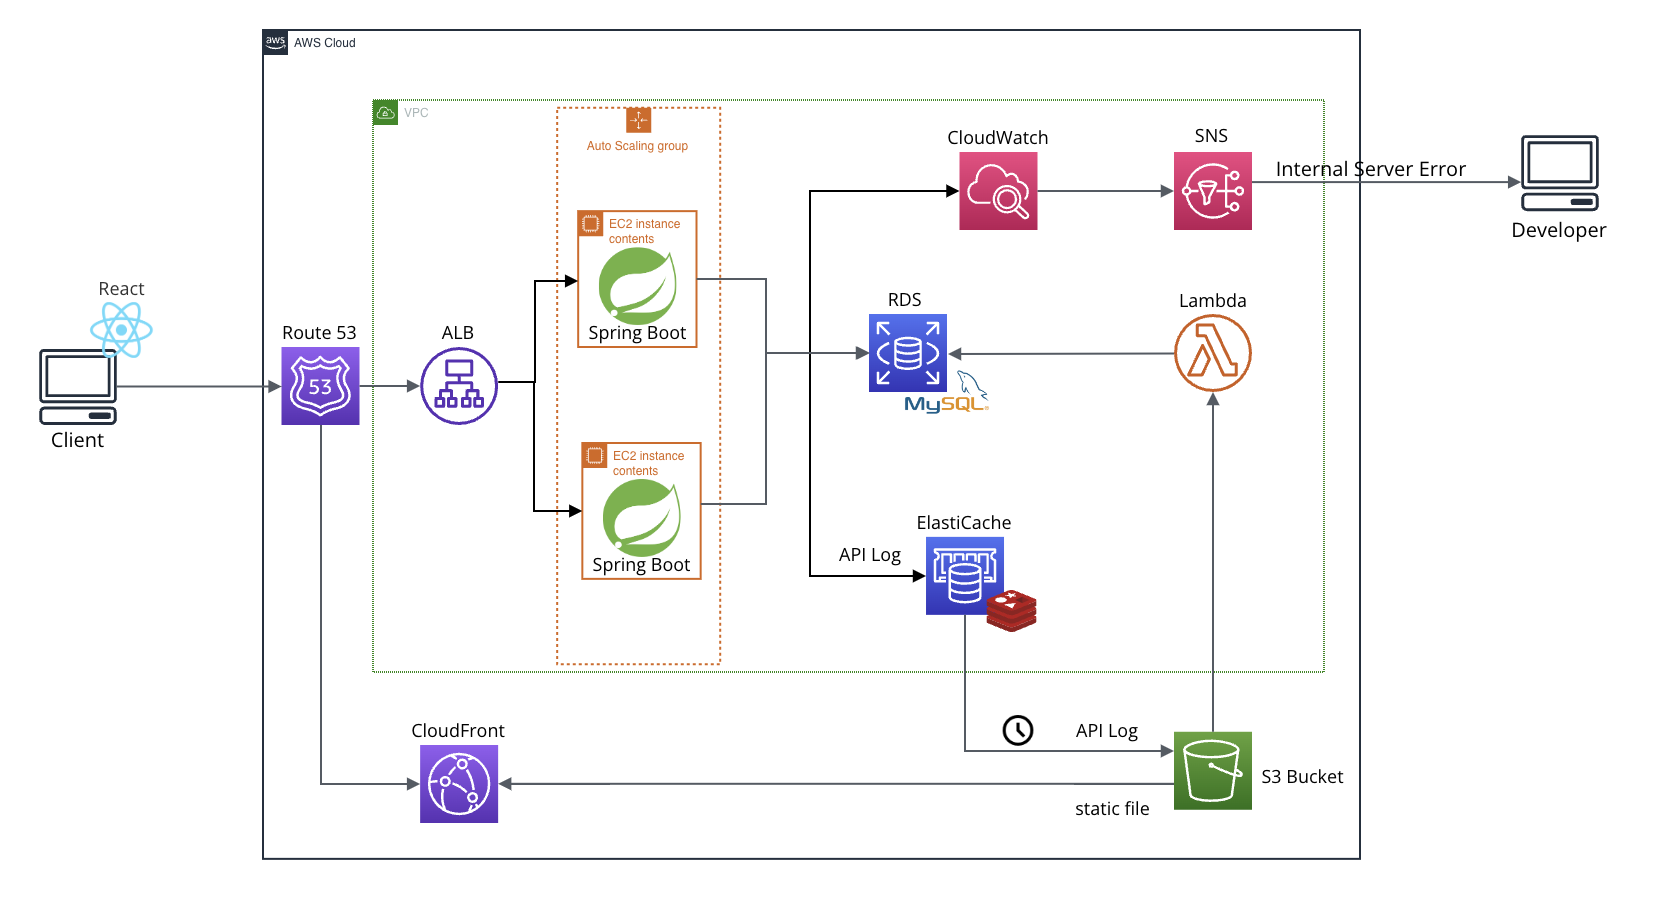 aws
AWS Cloud
VPC
Auto Scaling group
CloudWatch
SNS
Internal Server Error
Developer
EC2 instance
contents
Spring Boot
React
Route 53
53
ALB
Client
RDS
MySQL
Lambda
EC2 instance
contents
Spring Boot
ElastiCache
API Log
CloudFront
API Log
S3 Bucket
static file